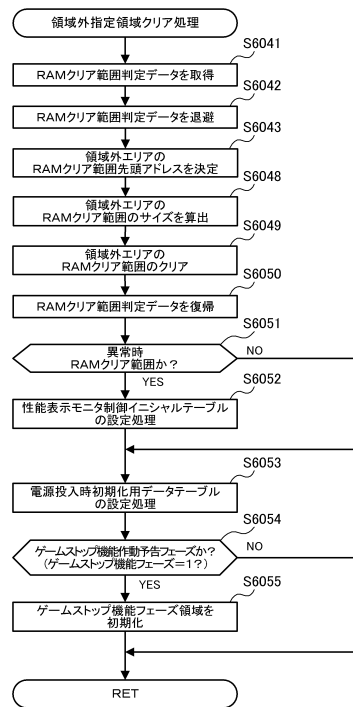 領域外指定領域クリア処理
S6041
RAMクリア範囲判定データを取得
S6042
RAMクリア範囲判定データを退避
S6043
領域外エリアの
RAMクリア範囲先頭アドレスを決定
S6048
領域外エリアの
RAMクリア範囲のサイズを算出
S6049
領域外エリアの
RAMクリア範囲のクリア
S6050
RAMクリア範囲判定データを復帰
S6051
異常時
RAMクリア範囲か?
NO
YES
S6052
性能表示モニタ制御イニシャルテーブル
の設定処理
S6053
電源投入時初期化用データテーブル
の設定処理
S6054
ゲームストップ機能作動予告フェーズか?
(ゲームストップ機能フェーズ=1?)
NO
YES
S6055
ゲームストップ機能フェーズ領域を
初期化
RET